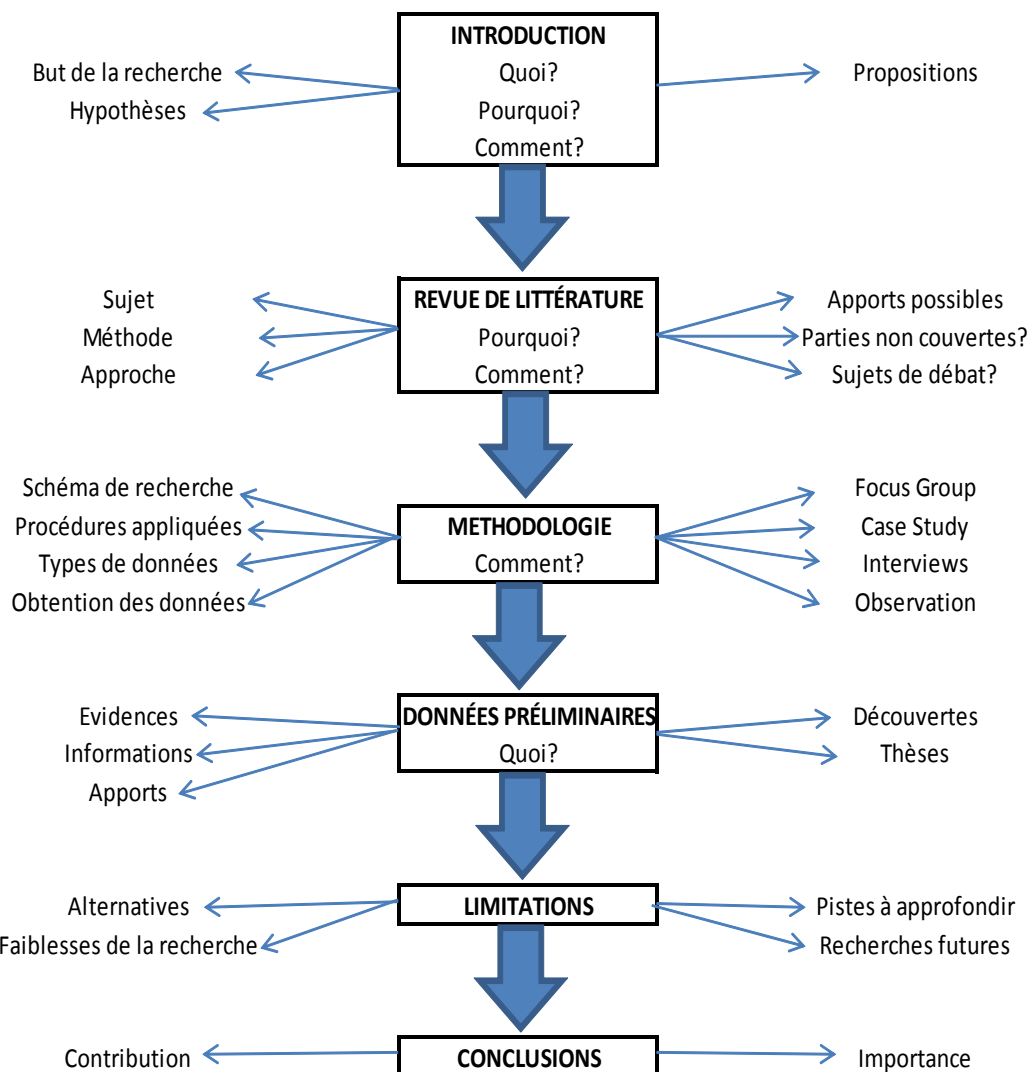 INTRODUCTION
But de la recherche
Quoi?
Propositions
Hypothèses
Pourquoi?
Comment?
Sujet
REVUE DE LITTÉRATURE
Apports possibles
Méthode
Pourquoi?
Parties non couvertes?
Approche
Comment?
Sujets de débat?
Schéma de recherche
Focus Group
Procédures appliquées
METHODOLOGIE
Case Study
Types de données
Comment?
Interviews
Obtention des données
Observation
Evidences
DONNÉES PRÉLIMINAIRES
Découvertes
Informations
Quoi?
Thèses
Apports
Alternatives
LIMITATIONS
Pistes à approfondir
Faiblesses de la recherche
Recherches futures
Contribution
CONCLUSIONS
Importance